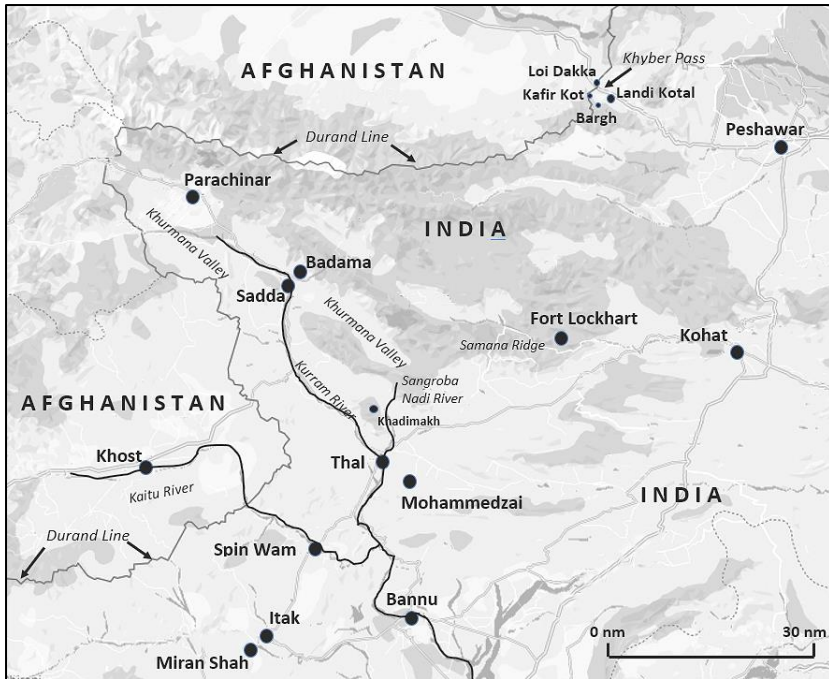 AFGHANISTAN
Khyber Pass
Loi Dakka
Kafir Kot
Landi Kotal
Bargh
Peshawar
Durand Line
Parachinar
Khurmana Valley
INDIA
Badama
Sadda
Khurmana Valley
Fort Lockhart
Samana Ridge
Kohat
Kurram River
Sangroba
Nadi River
AFGHANISTAN
Khadimakh
Khost
Thal
Kaitu River
Mohammedzai
INDIA
Durand Line
Spin Wam
Bannu
Itak
Miran Shah
0 nm
30 nm